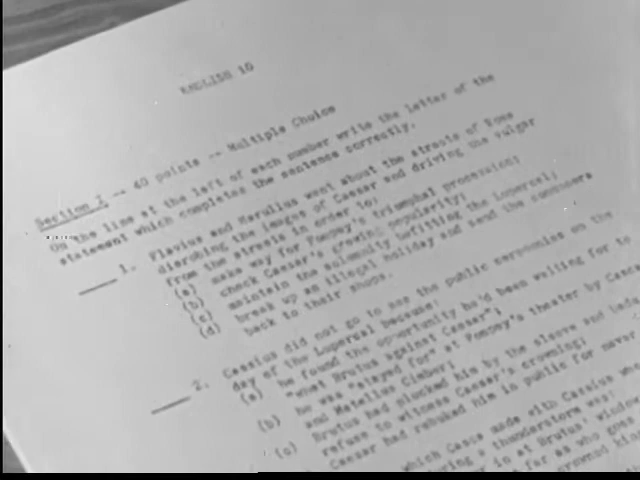 ENGLISH 10
Section I -- 40 points -- Multiple Choice
On the line at the left of each number write the letter of the
statement which completes the sentence correctly.
1. Flavius and Marullus went about the streets of Rome
disrobing the images of Caesar and driving the vulgar
from the streets in order to:
(a) make way for Pompey's triumphal procession;
(b) check Caesar's growing popularity;
(c) maintain the solemnity befitting the Lupercal;
(d) break up an illegal holiday and send the commoners
back to their shops.
2. Cassius did not go to see the public ceremonies on the
day of the Lupercal because:
(a) he found the opportunity he'd been waiting for to
"whet Brutus against Caesar";
he was "stayed for" at Pompey's theater by Casca
and Metellus Cimber;
(b) Brutus had plucked him by the sleeve and
refuse to witness Caesar's crowning;
(c) Caesar had rebuked him in public for never
which Casca made with Cassius
during a thunderstorm was:
in at Brutus' window
as far as who goes
crowned